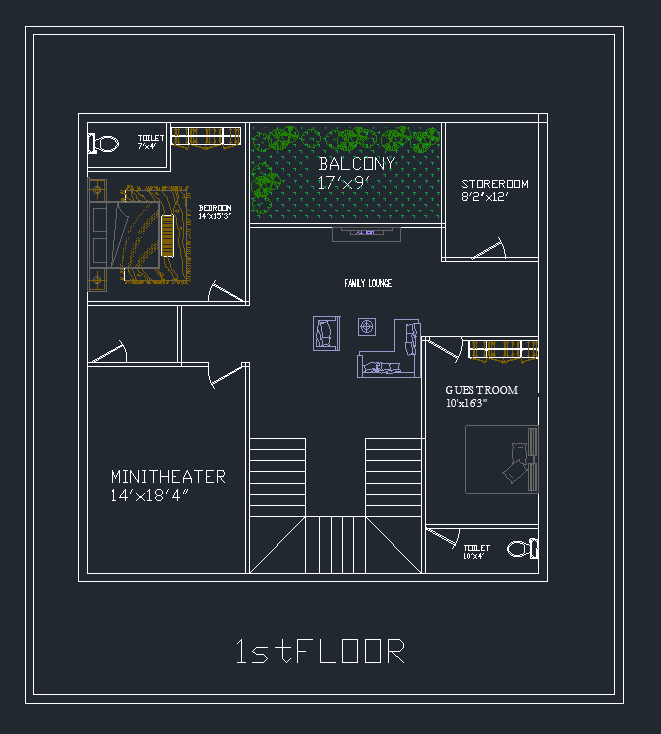 TOILET
7'x4'
BALCONY
17'x9'
STOREROOM
8'2"x12'
BEDROOM
14'x15'3"
FAMILY LOUNGE
GUESTROOM
10'x16'3"
MINITHEATER
14'x18'4"
TOILET
10'x4'
1stFLOOR